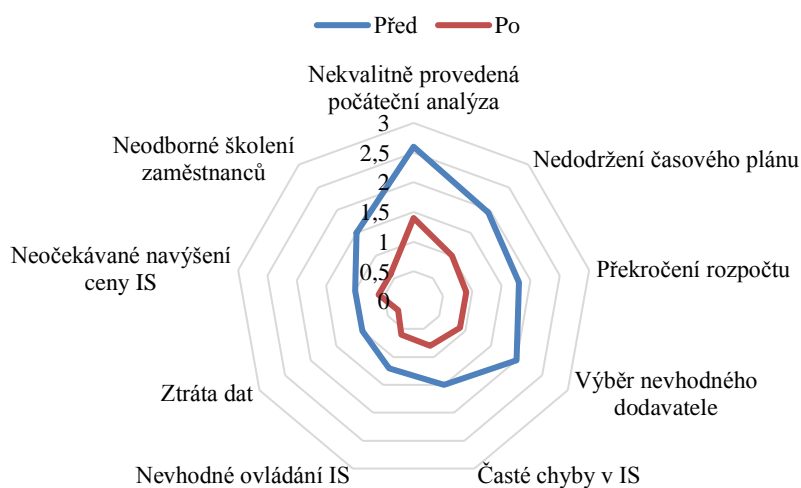 Před Po
Nekvalitně provedená
počáteční analýza
Nedodržení časového plánu
Překročení rozpočtu
Výběr nevhodného
dodavatele
Časté chyby v IS
Nevhodné ovládání IS
Ztráta dat
Neočekávané navýšení
ceny IS
Neodborné školení
zaměstnanců
3
2,5
2
1,5
1
0,5
0